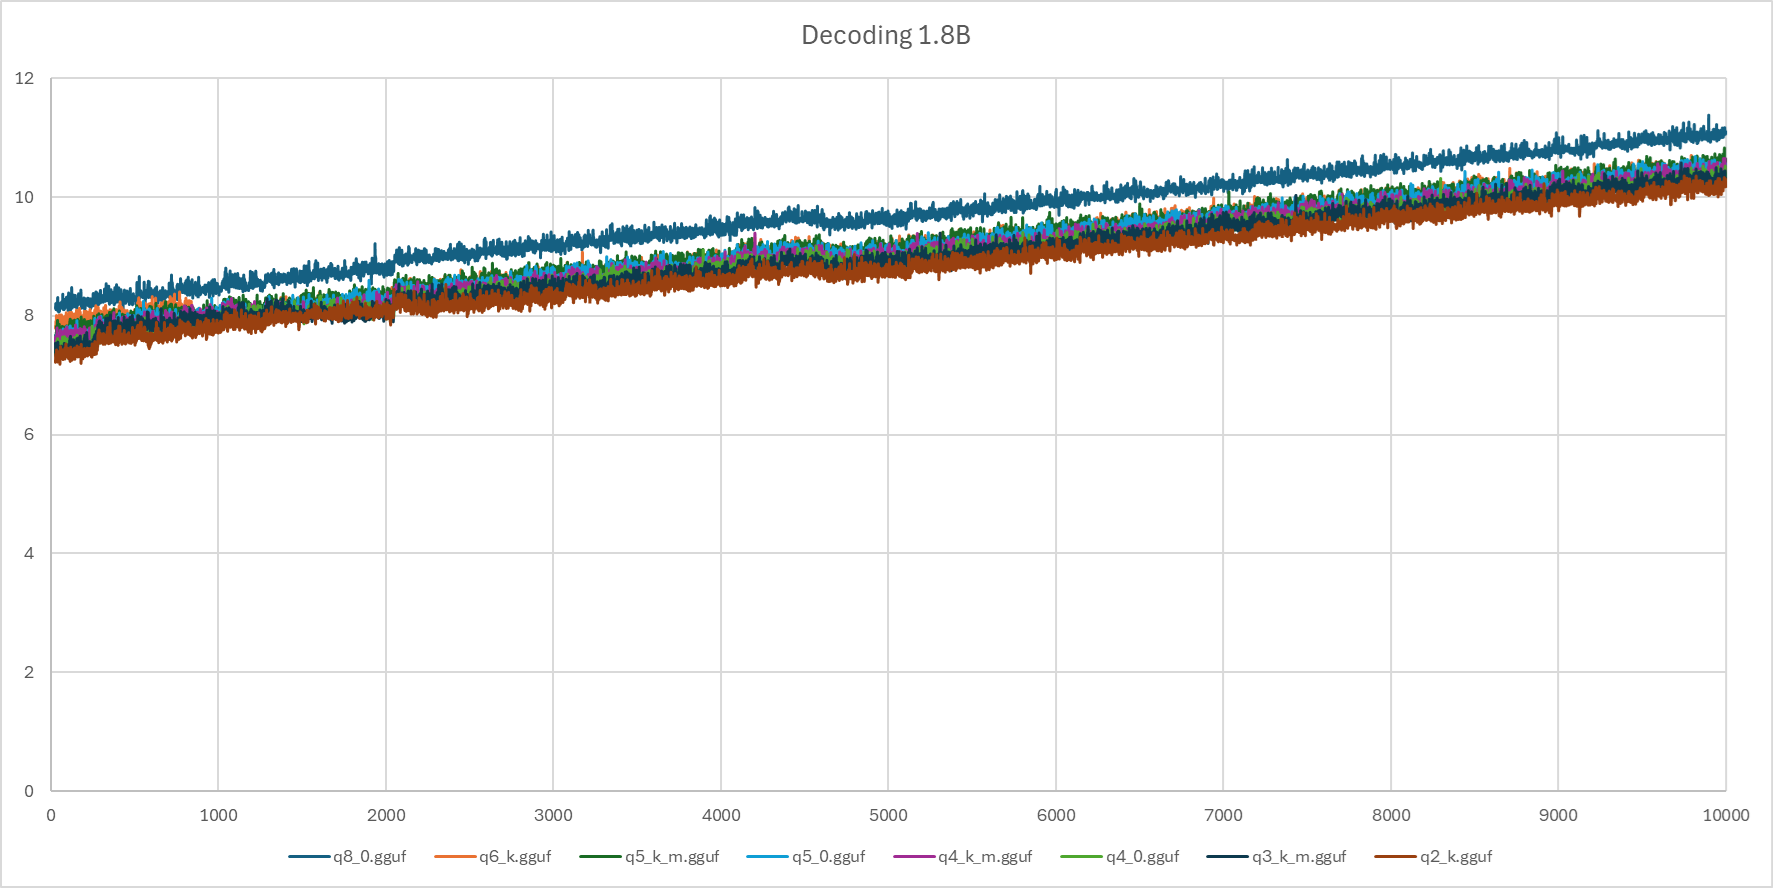 Decoding 1.8B
12
10
8
6
4
2
0
0 1000 2000 3000 4000 5000 6000 7000 8000 9000 10000
q8_0.gguf q6_k.gguf q5_k_m.gguf q5_0.gguf q4_k_m.gguf q4_0.gguf q3_k_m.gguf q2_k.gguf